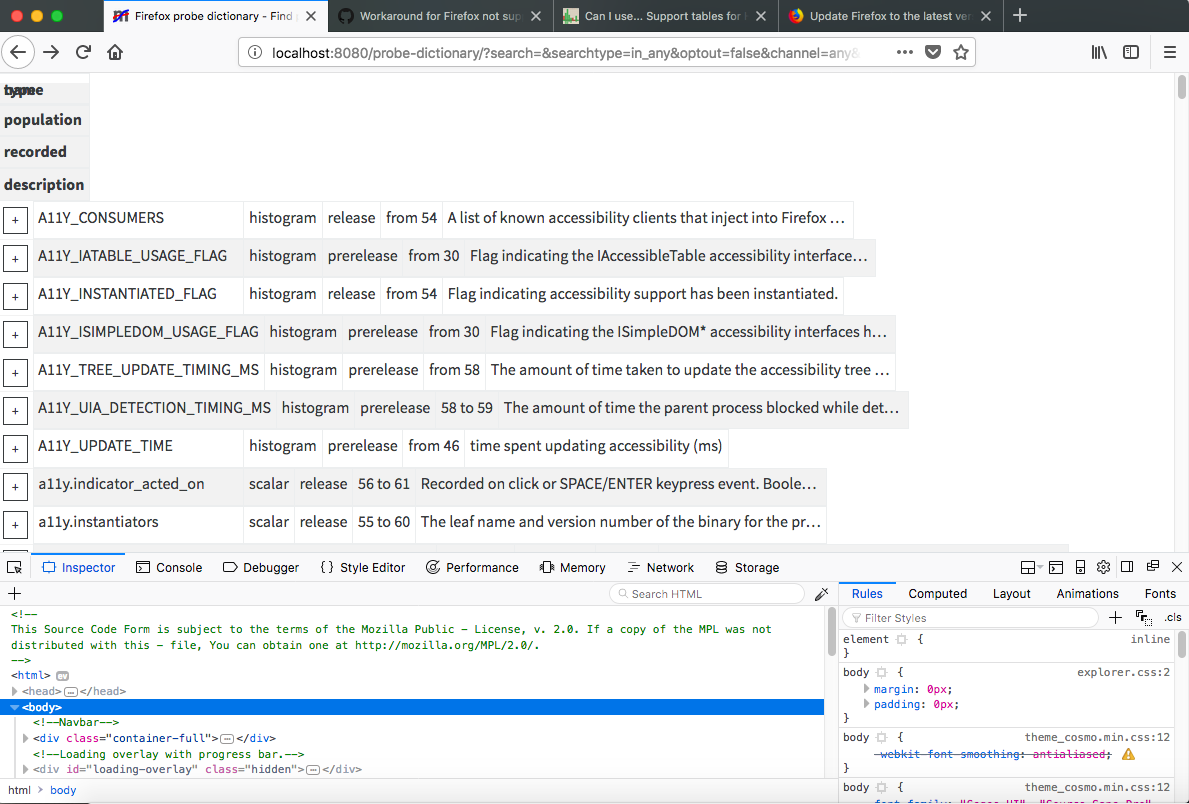 Firefox probe dictionary - Find
Workaround for Firefox not sup
Can I use... Support tables for
Update Firefox to the latest ver
localhost:8080/probe-dictionary/?search=&searchtype=in_any&optout=false&channel=any&
name
type
population
recorded
description
+ A11Y_CONSUMERS histogram release from 54 A list of known accessibility clients that inject into Firefox …
+ A11Y_IATABLE_USAGE_FLAG histogram prerelease from 30 Flag indicating the IAccessibleTable accessibility interface…
+ A11Y_INSTANTIATED_FLAG histogram release from 54 Flag indicating accessibility support has been instantiated.
+ A11Y_ISIMPLEDOM_USAGE_FLAG histogram prerelease from 30 Flag indicating the ISimpleDOM* accessibility interfaces h…
+ A11Y_TREE_UPDATE_TIMING_MS histogram prerelease from 58 The amount of time taken to update the accessibility tree …
+ A11Y_UIA_DETECTION_TIMING_MS histogram prerelease 58 to 59 The amount of time the parent process blocked while det…
+ A11Y_UPDATE_TIME histogram prerelease from 46 time spent updating accessibility (ms)
+ a11y.indicator_acted_on scalar release 56 to 61 Recorded on click or SPACE/ENTER keypress event. Boole…
+ a11y.instantiators scalar release 55 to 60 The leaf name and version number of the binary for the pr…
Inspector Console Debugger {} Style Editor Performance Memory Network Storage
+ Search HTML
<!--
This Source Code Form is subject to the terms of the Mozilla Public - License, v. 2.0. If a copy of the MPL was not
distributed with this - file, You can obtain one at http://mozilla.org/MPL/2.0/.
-->
<html> ev
<head>…</head>
<body>
<!--Navbar-->
<div class="container-full">…</div>
<!--Loading overlay with progress bar.-->
<div id="loading-overlay" class="hidden">…</div>
html > body
Rules Computed Layout Animations Fonts
Filter Styles + .cls
element { inline
}
body { explorer.css:2
margin: 0px;
padding: 0px;
}
body { theme_cosmo.min.css:12
-webkit-font-smoothing: antialiased;
}
body { theme_cosmo.min.css:12